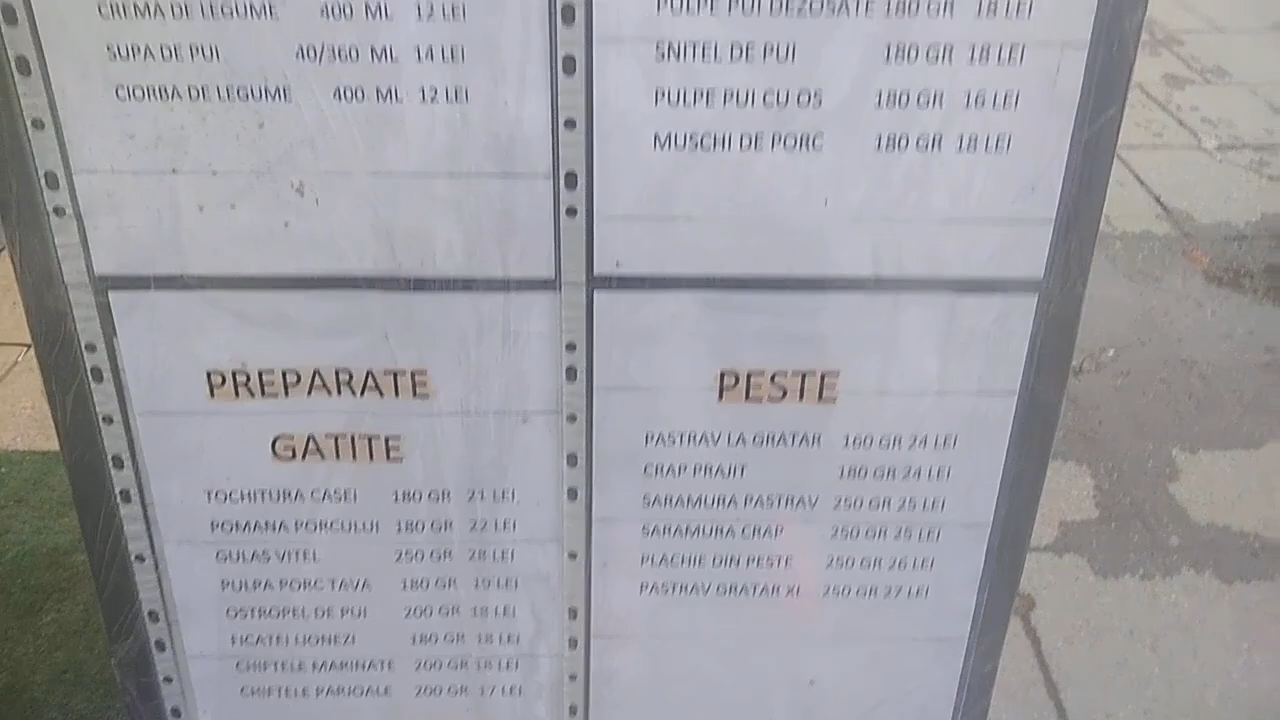 CREMA DE LEGUME 400 ML 12 LEI
SUPA DE PUI 40/360 ML 14 LEI
CIORBA DE LEGUME 400 ML 12 LEI
PULPE PUI DEZOSATE 180 GR 18 LEI
SNITEL DE PUI 180 GR 18 LEI
PULPE PUI CU OS 180 GR 16 LEI
MUSCHI DE PORC 180 GR 18 LEI
PREPARATE
GATITE
TOCHITURA CASEI 180 GR 21 LEI
POMANA PORCULUI 180 GR 22 LEI
GULAS VITEL 250 GR 28 LEI
PULPA PORC TAVA 180 GR 19 LEI
OSTROPEL DE PUI 200 GR 18 LEI
FICATEI LIONEZI 180 GR 18 LEI
CHIFTELE MARINATE 200 GR 18 LEI
CHIFTELE PARJOALE 200 GR 17 LEI
PESTE
PASTRAV LA GRATAR 160 GR 24 LEI
CRAP PRAJIT 180 GR 24 LEI
SARAMURA PASTRAV 250 GR 25 LEI
SARAMURA CRAP 250 GR 25 LEI
PLACHIE DIN PESTE 250 GR 26 LEI
PASTRAV GRATAR XL 250 GR 27 LEI